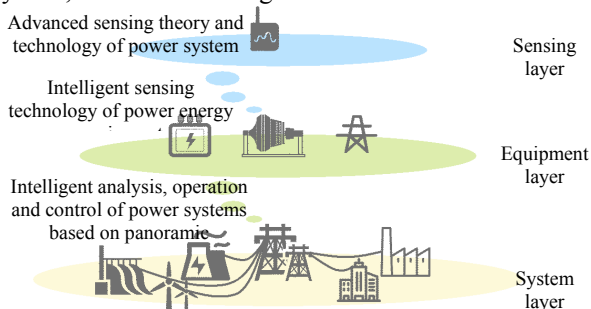 Advanced sensing theory and
technology of power system
Sensing
layer
Intelligent sensing
technology of power energy
Equipment
layer
Intelligent analysis, operation
and control of power systems
based on panoramic
System
layer